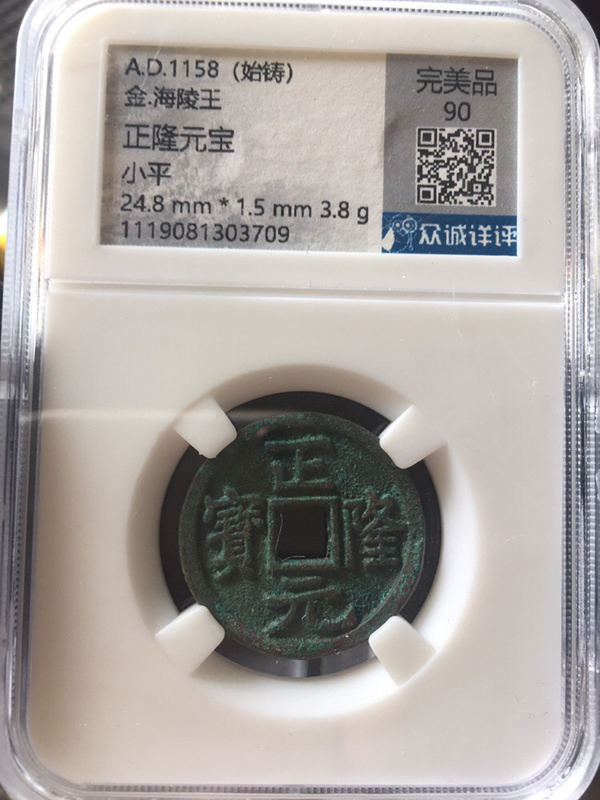 A.D.1158（始铸）
金.海陵王
正隆元宝
小平
24.8 mm * 1.5 mm 3.8 g
1119081303709
完美品
90
众诚详评
正隆元寶